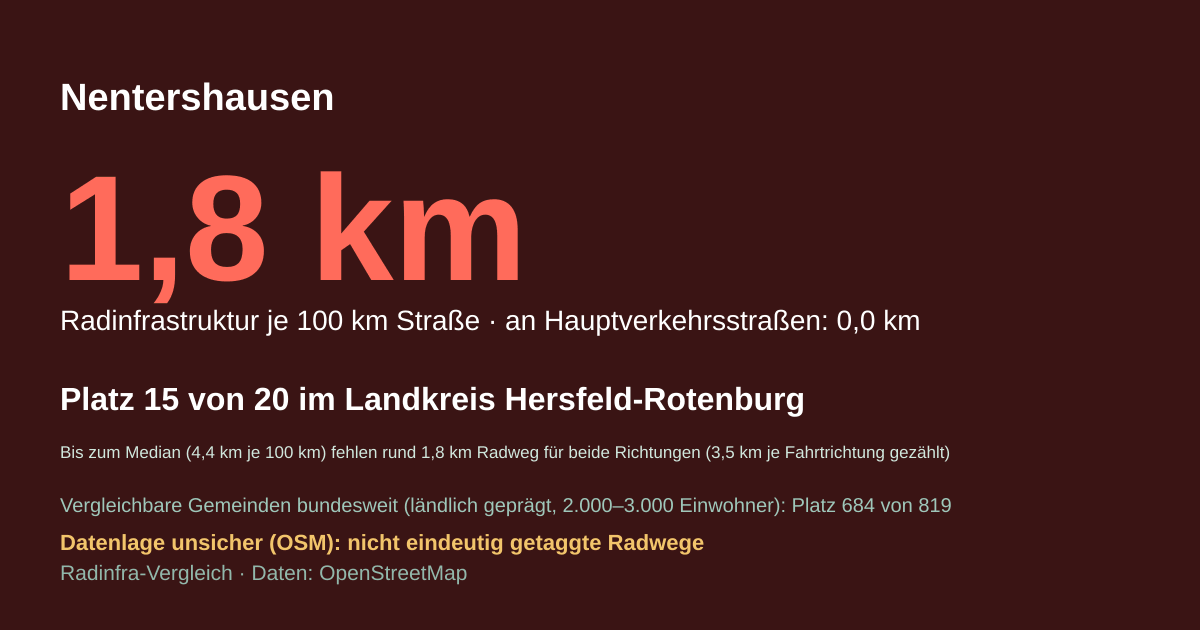 Nentershausen
1,8 km
Radinfrastruktur je 100 km Straße · an Hauptverkehrsstraßen: 0,0 km
Platz 15 von 20 im Landkreis Hersfeld-Rotenburg
Bis zum Median (4,4 km je 100 km) fehlen rund 1,8 km Radweg für beide Richtungen (3,5 km je Fahrtrichtung gezählt)
Vergleichbare Gemeinden bundesweit (ländlich geprägt, 2.000–3.000 Einwohner): Platz 684 von 819
Datenlage unsicher (OSM): nicht eindeutig getaggte Radwege
Radinfra-Vergleich · Daten: OpenStreetMap